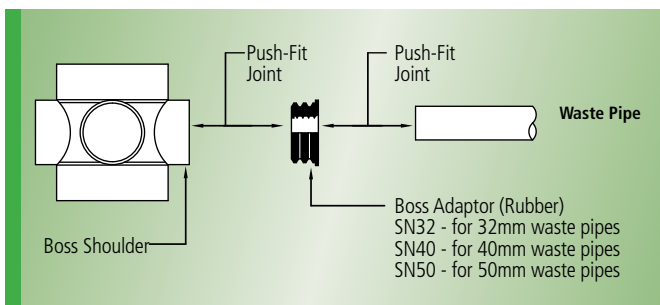 Push-Fit
Joint
Push-Fit
Joint
Waste Pipe
Boss Shoulder
Boss Adaptor (Rubber)
SN32 - for 32mm waste pipes
SN40 - for 40mm waste pipes
SN50 - for 50mm waste pipes